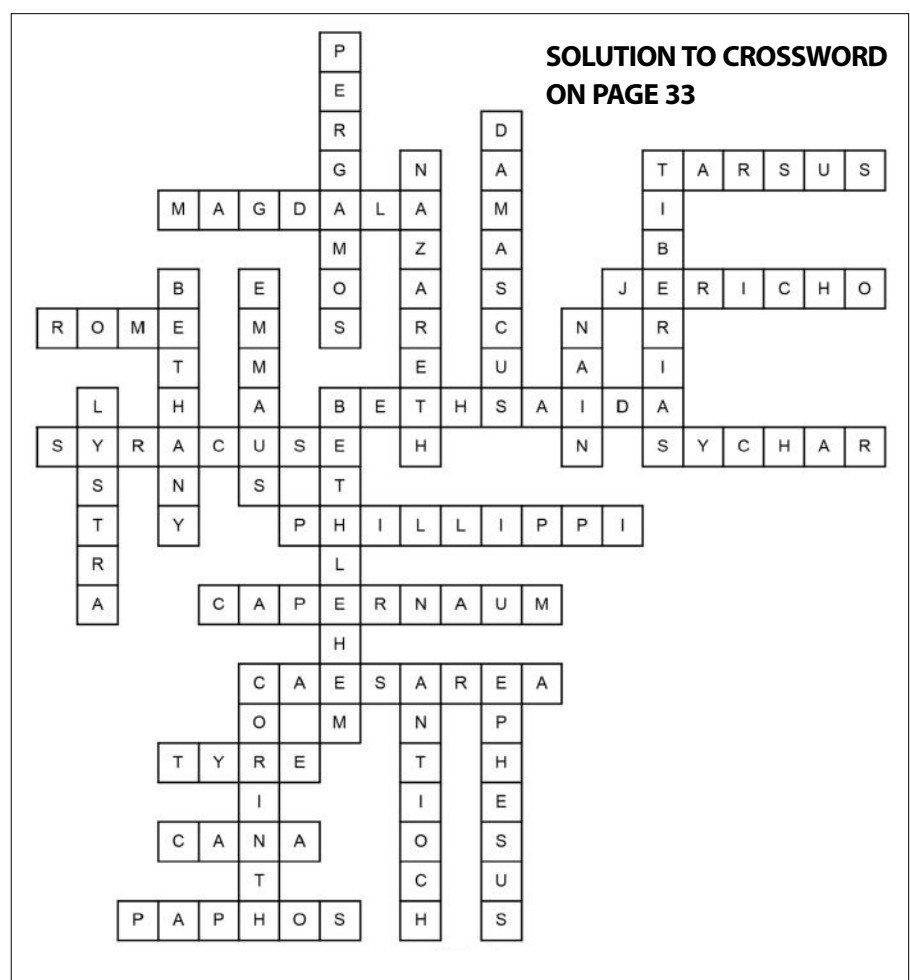 SOLUTION TO CROSSWORD
ON PAGE 33
PERGAMOS
DAMASCUS
NAZARETH
TARSUS
TIBERIAS
MAGDALA
BETHANY
EMMAUS
JERICHO
ROME
NAIN
LYSTRA
BETHSAIDA
BETHLEHEM
SYRACUSE
SYCHAR
PHILLIPPI
CAPERNAUM
CAESAREA
CORINTH
ANTIOCH
EPHESUS
TYRE
CANA
PAPHOS